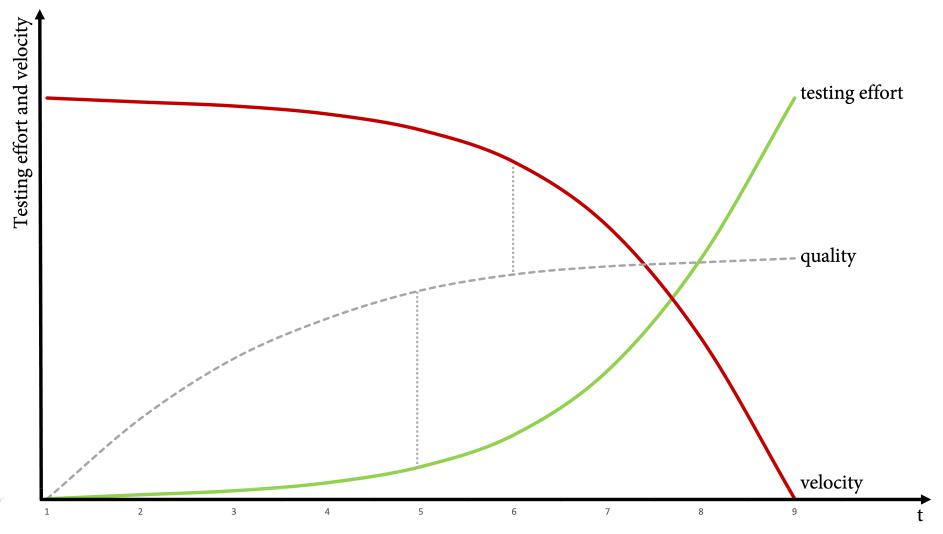 Testing effort and velocity
testing effort
quality
velocity
1 2 3 4 5 6 7 8 9
t